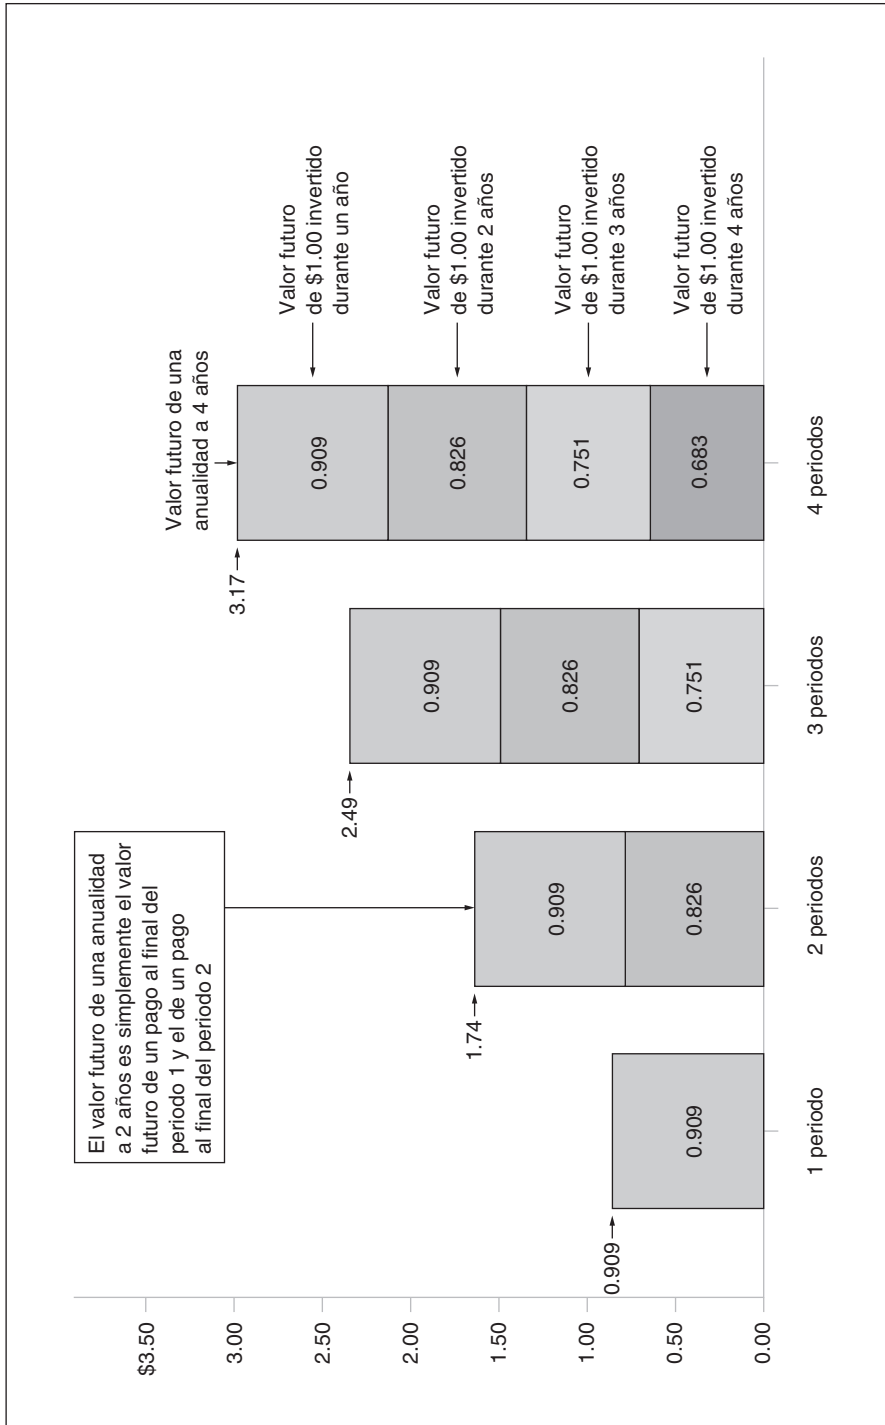 El valor futuro de una anualidad
a 2 años es simplemente el valor
futuro de un pago al final del
periodo 1 y el de un pago
al final del periodo 2
$3.50
3.00
2.50
2.00
1.50
1.00
0.50
0.00
0.909
0.909
1 periodo
1.74
0.909
0.826
2 periodos
2.49
0.909
0.826
0.751
3 periodos
Valor futuro de una
anualidad a 4 años
3.17
0.909
0.826
0.751
0.683
4 periodos
Valor futuro
de $1.00 invertido
durante un año
Valor futuro
de $1.00 invertido
durante 2 años
Valor futuro
de $1.00 invertido
durante 3 años
Valor futuro
de $1.00 invertido
durante 4 años